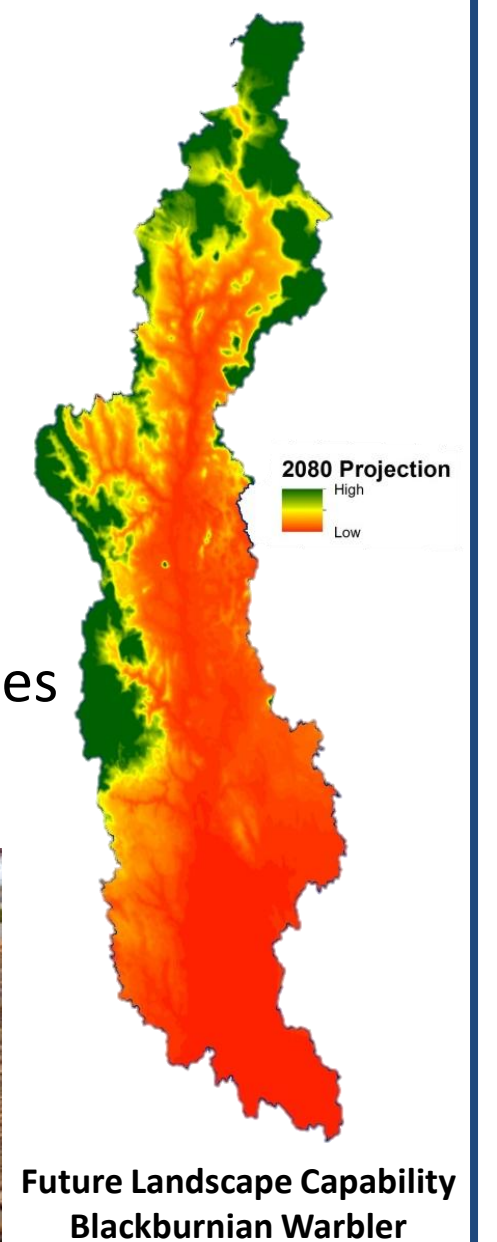 2080 Projection
High
Low
es
Future Landscape Capability
Blackburnian Warbler